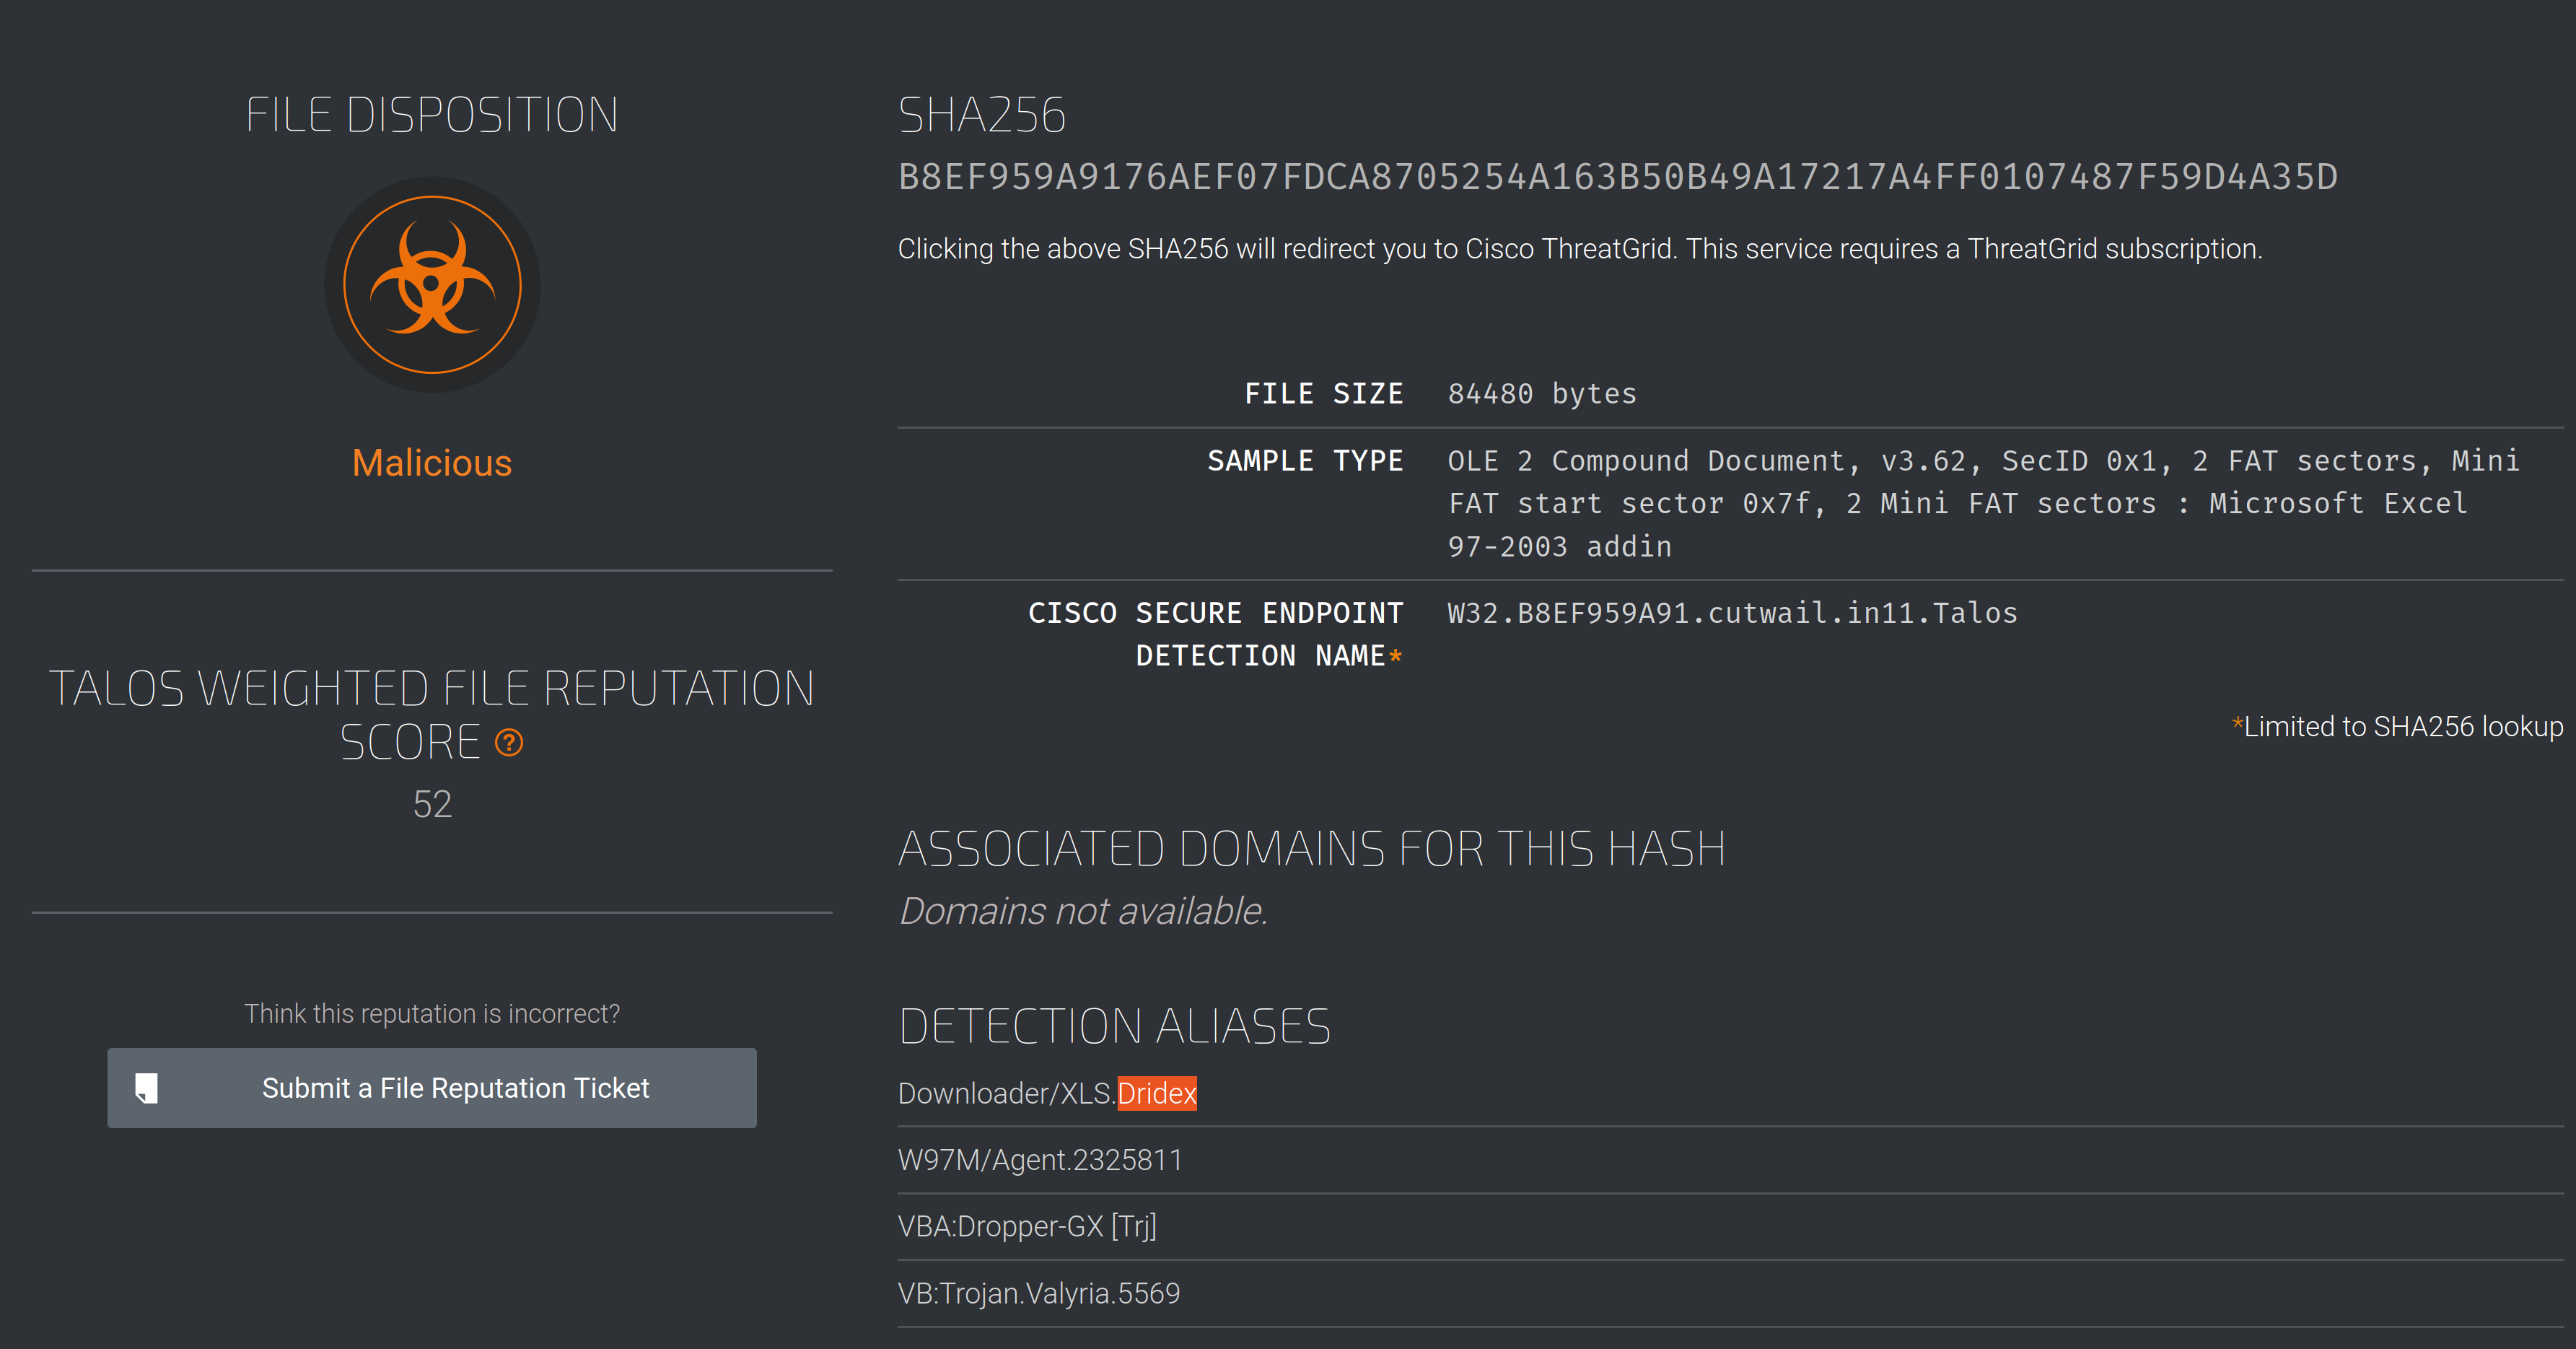 FILE DISPOSITION
Malicious
TALOS WEIGHTED FILE REPUTATION
SCORE ?
52
Think this reputation is incorrect?
Submit a File Reputation Ticket
SHA256
B8EF959A9176AEF07FDCA8705254A163B50B49A17217A4FF0107487F59D4A35D
Clicking the above SHA256 will redirect you to Cisco ThreatGrid. This service requires a ThreatGrid subscription.
FILE SIZE 84480 bytes
SAMPLE TYPE OLE 2 Compound Document, v3.62, SecID 0x1, 2 FAT sectors, Mini
FAT start sector 0x7f, 2 Mini FAT sectors : Microsoft Excel
97-2003 addin
CISCO SECURE ENDPOINT W32.B8EF959A91.cutwail.in11.Talos
DETECTION NAME*
*Limited to SHA256 lookup
ASSOCIATED DOMAINS FOR THIS HASH
Domains not available.
DETECTION ALIASES
Downloader/XLS.Dridex
W97M/Agent.2325811
VBA:Dropper-GX [Trj]
VB:Trojan.Valyria.5569